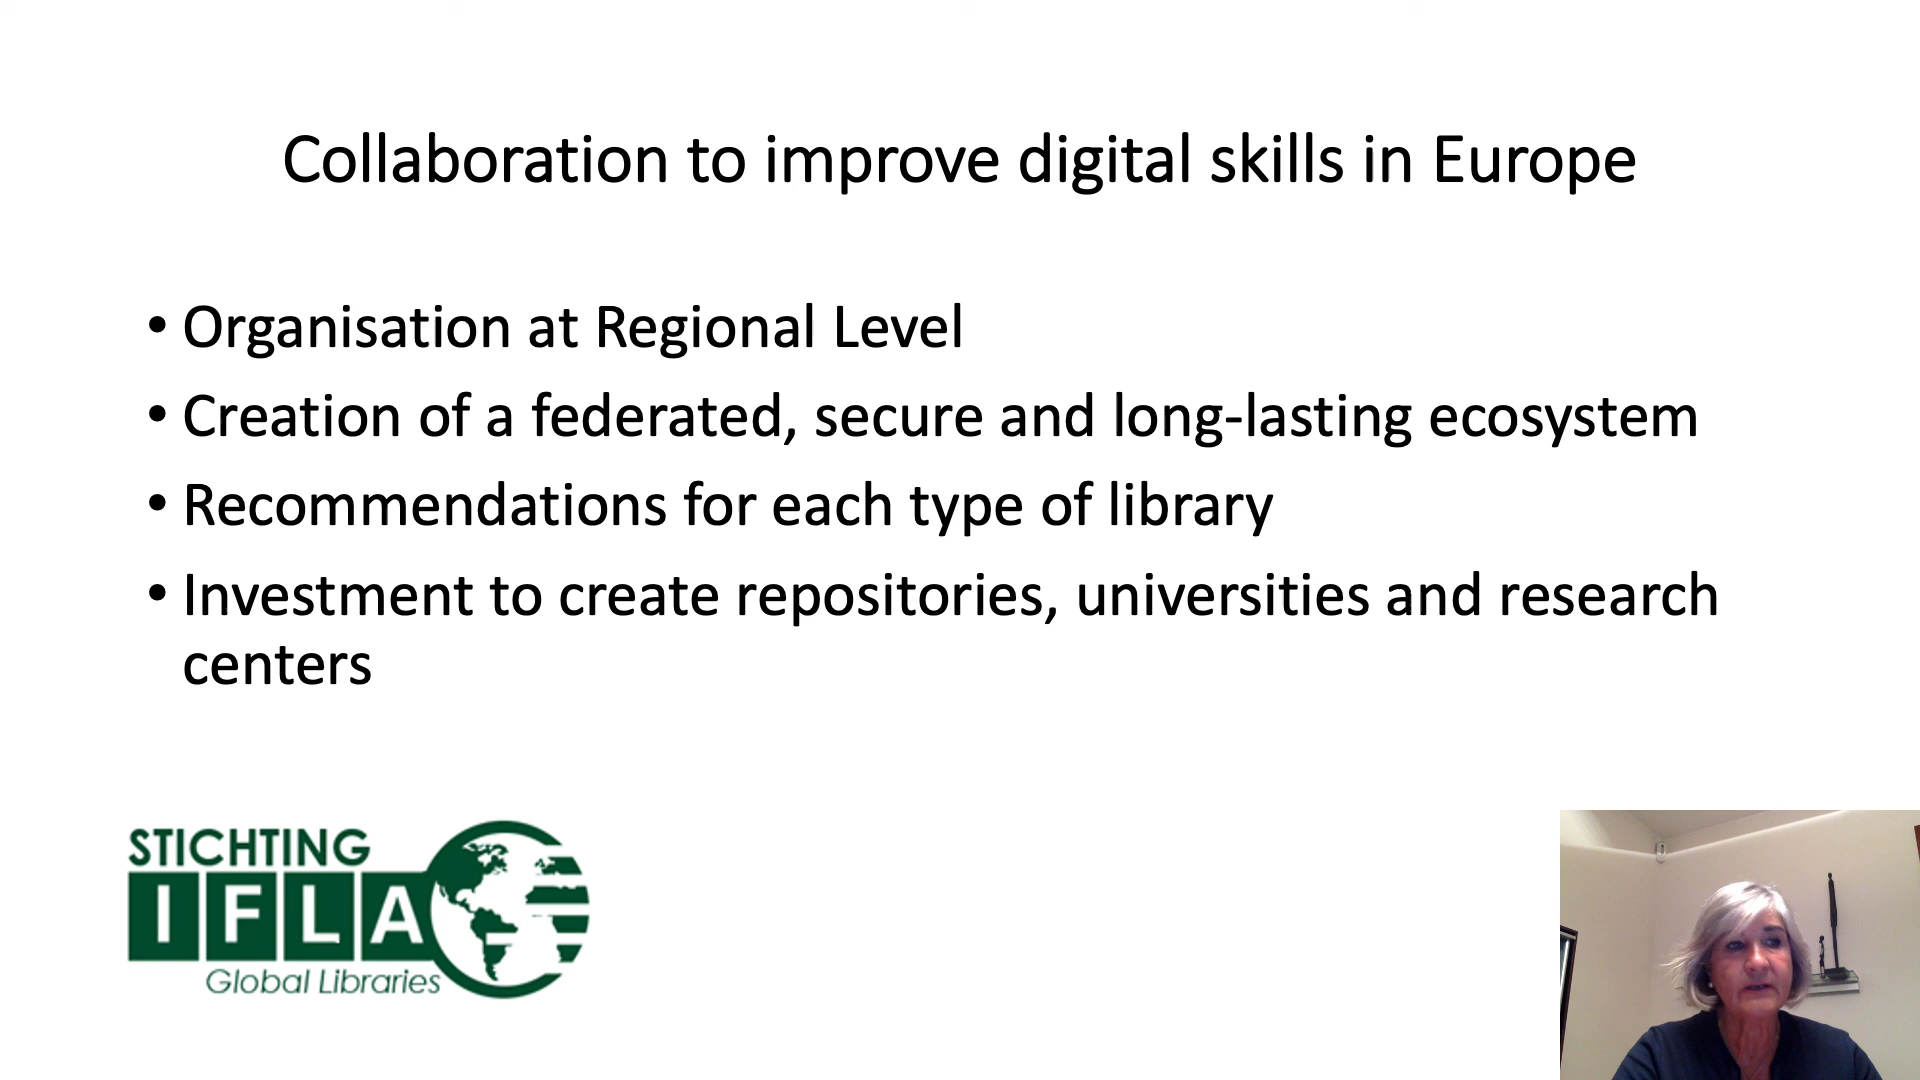 Collaboration to improve digital skills in Europe
• Organisation at Regional Level
• Creation of a federated, secure and long-lasting ecosystem
• Recommendations for each type of library
• Investment to create repositories, universities and research
centers
STICHTING
IFLA
Global Libraries